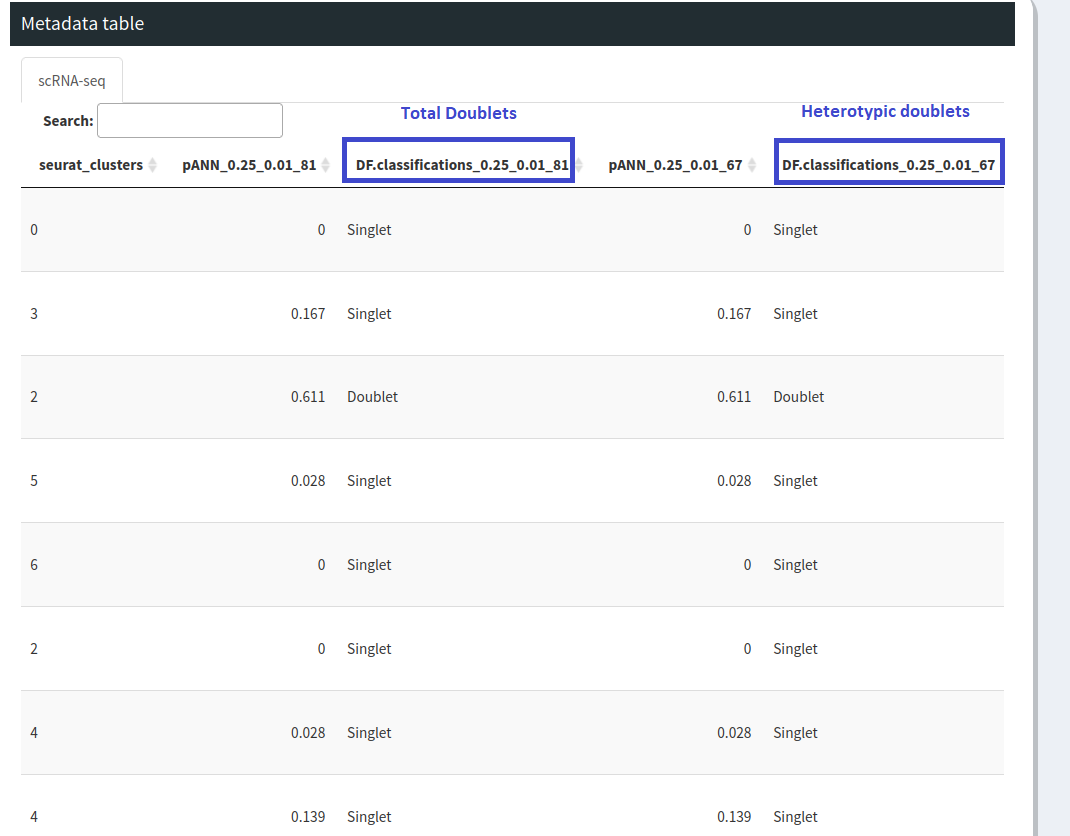 Metadata table
scRNA-seq
Search:
Total Doublets
Heterotypic doublets
seurat_clusters pANN_0.25_0.01_81 DF.classifications_0.25_0.01_81 pANN_0.25_0.01_67 DF.classifications_0.25_0.01_67
0 0 Singlet 0 Singlet
3 0.167 Singlet 0.167 Singlet
2 0.611 Doublet 0.611 Doublet
5 0.028 Singlet 0.028 Singlet
6 0 Singlet 0 Singlet
2 0 Singlet 0 Singlet
4 0.028 Singlet 0.028 Singlet
4 0.139 Singlet 0.139 Singlet